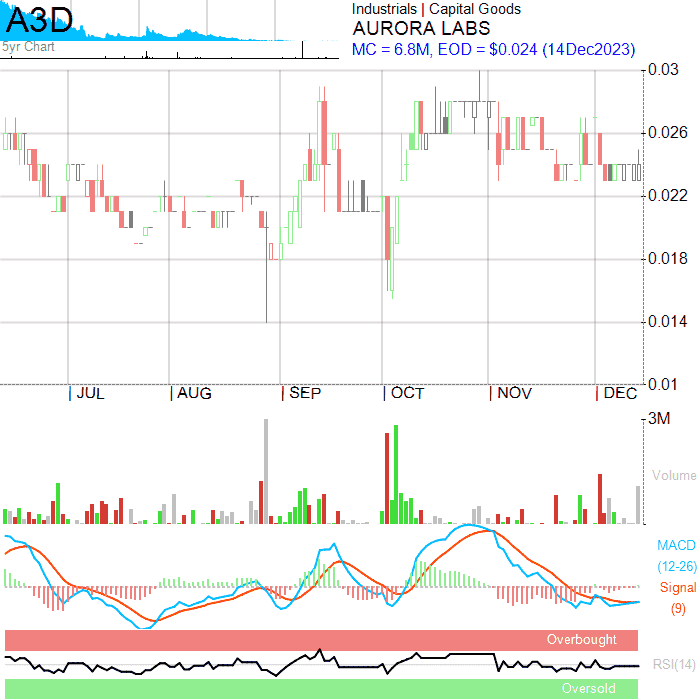 A3D
5yr Chart
Industrials | Capital Goods
AURORA LABS
MC = 6.8M, EOD = $0.024 (14Dec2023)
0.03
0.026
0.022
0.018
0.014
0.01
JUL AUG SEP OCT NOV DEC
3M
Volume
MACD
(12-26)
Signal
(9)
Overbought
RSI(14)
Oversold